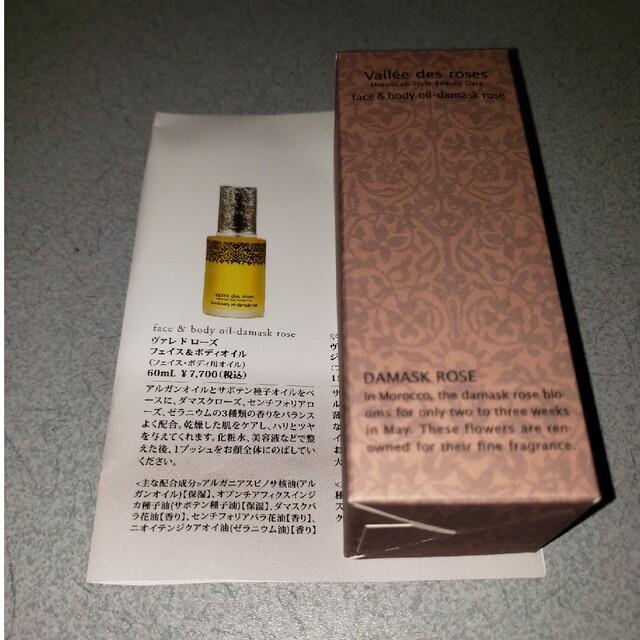 Vallée des roses
Moroccan Style Beauty Care
face & body oil-damask rose
DAMASK ROSE
In Morocco, the damask rose blo-
oms for only two to three weeks
in May. These flowers are ren-
owned for their fine fragrance.
Vallée des roses
face & body oil-damask rose
face & body oil-damask rose
ヴァレ ド ローズ
フェイス&ボディオイル
(フェイス・ボディ用オイル)
60mL ¥7,700(税込)
アルガンオイルとサボテン種子オイルをベ
ースに、ダマスクローズ、センチフォリアロ
ーズ、ゼラニウムの3種類の香りをバランス
よく配合。乾燥した肌をケアし、ハリとツヤ
を与えてくれます。化粧水、美容液などで整
えた後、1プッシュをお顔全体にのばしてい
ください。
<主な配合成分>アルガニアスピノサ核油(アル
ガンオイル)【保湿】、オプンチアフィクスインジ
カ種子油(サボテン種子油)【保湿】、ダマスクバ
ラ花油【香り】、センチフォリアバラ花油【香り】、
ニオイテンジクアオイ油(ゼラニウム油)【香り】